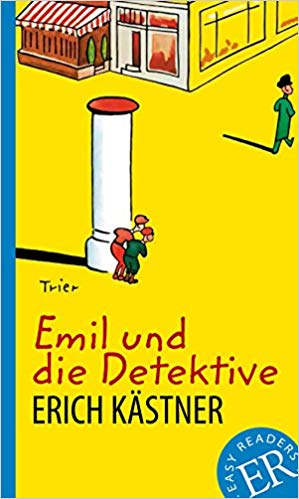 Trier
Emil und
die Detektive
ERICH KÄSTNER
EASY READERS
ER